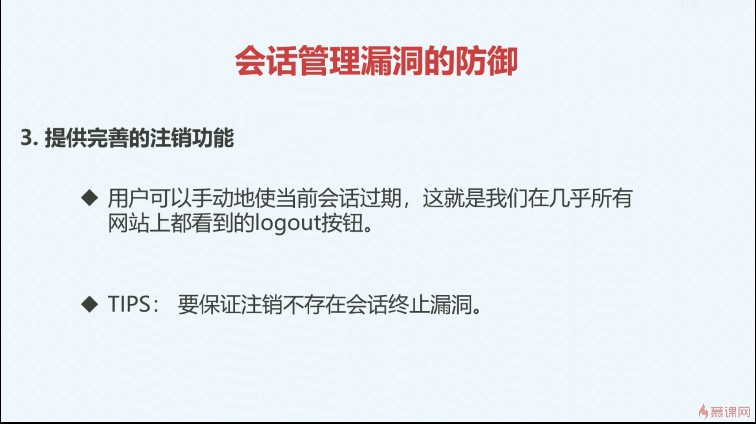 会话管理漏洞的防御
3. 提供完善的注销功能
◆ 用户可以手动地使当前会话过期，这就是我们在几乎所有
网站上都看到的logout按钮。
◆ TIPS： 要保证注销不存在会话终止漏洞。
慕课网